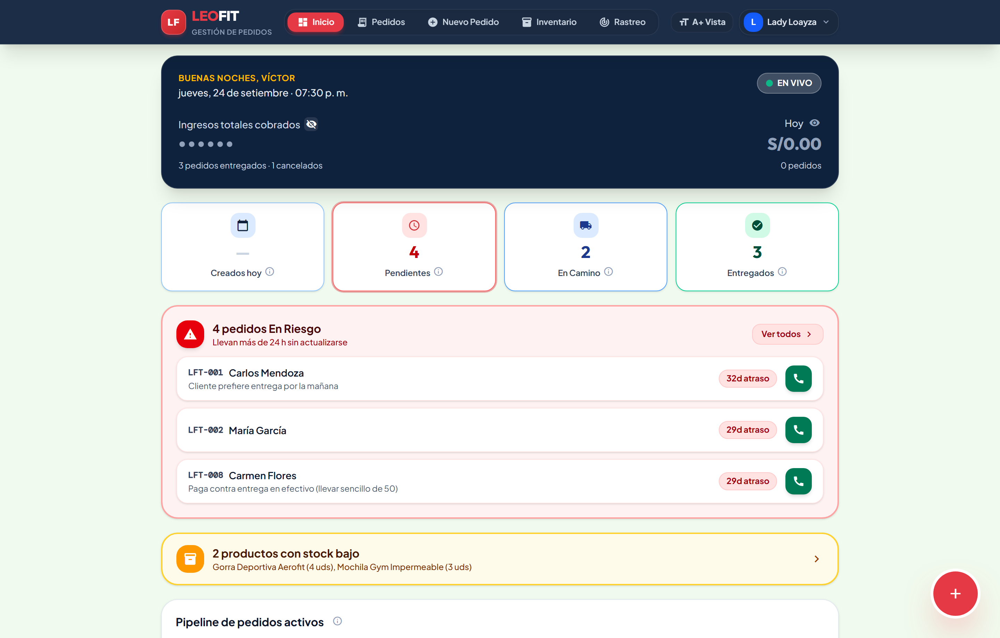 LF
LEOFIT
GESTIÓN DE PEDIDOS
Inicio
Pedidos
Nuevo Pedido
Inventario
Rastreo
A+ Vista
L
Lady Loayza
BUENAS NOCHES, VÍCTOR
jueves, 24 de setiembre · 07:30 p. m.
EN VIVO
Ingresos totales cobrados
3 pedidos entregados · 1 cancelados
Hoy
S/0.00
0 pedidos
—
Creados hoy
4
Pendientes
2
En Camino
3
Entregados
4 pedidos En Riesgo
Llevan más de 24 h sin actualizarse
Ver todos
LFT-001 Carlos Mendoza
Cliente prefiere entrega por la mañana
32d atraso
LFT-002 María García
29d atraso
LFT-008 Carmen Flores
Paga contra entrega en efectivo (llevar sencillo de 50)
29d atraso
2 productos con stock bajo
Gorra Deportiva Aerofit (4 uds), Mochila Gym Impermeable (3 uds)
+
Pipeline de pedidos activos